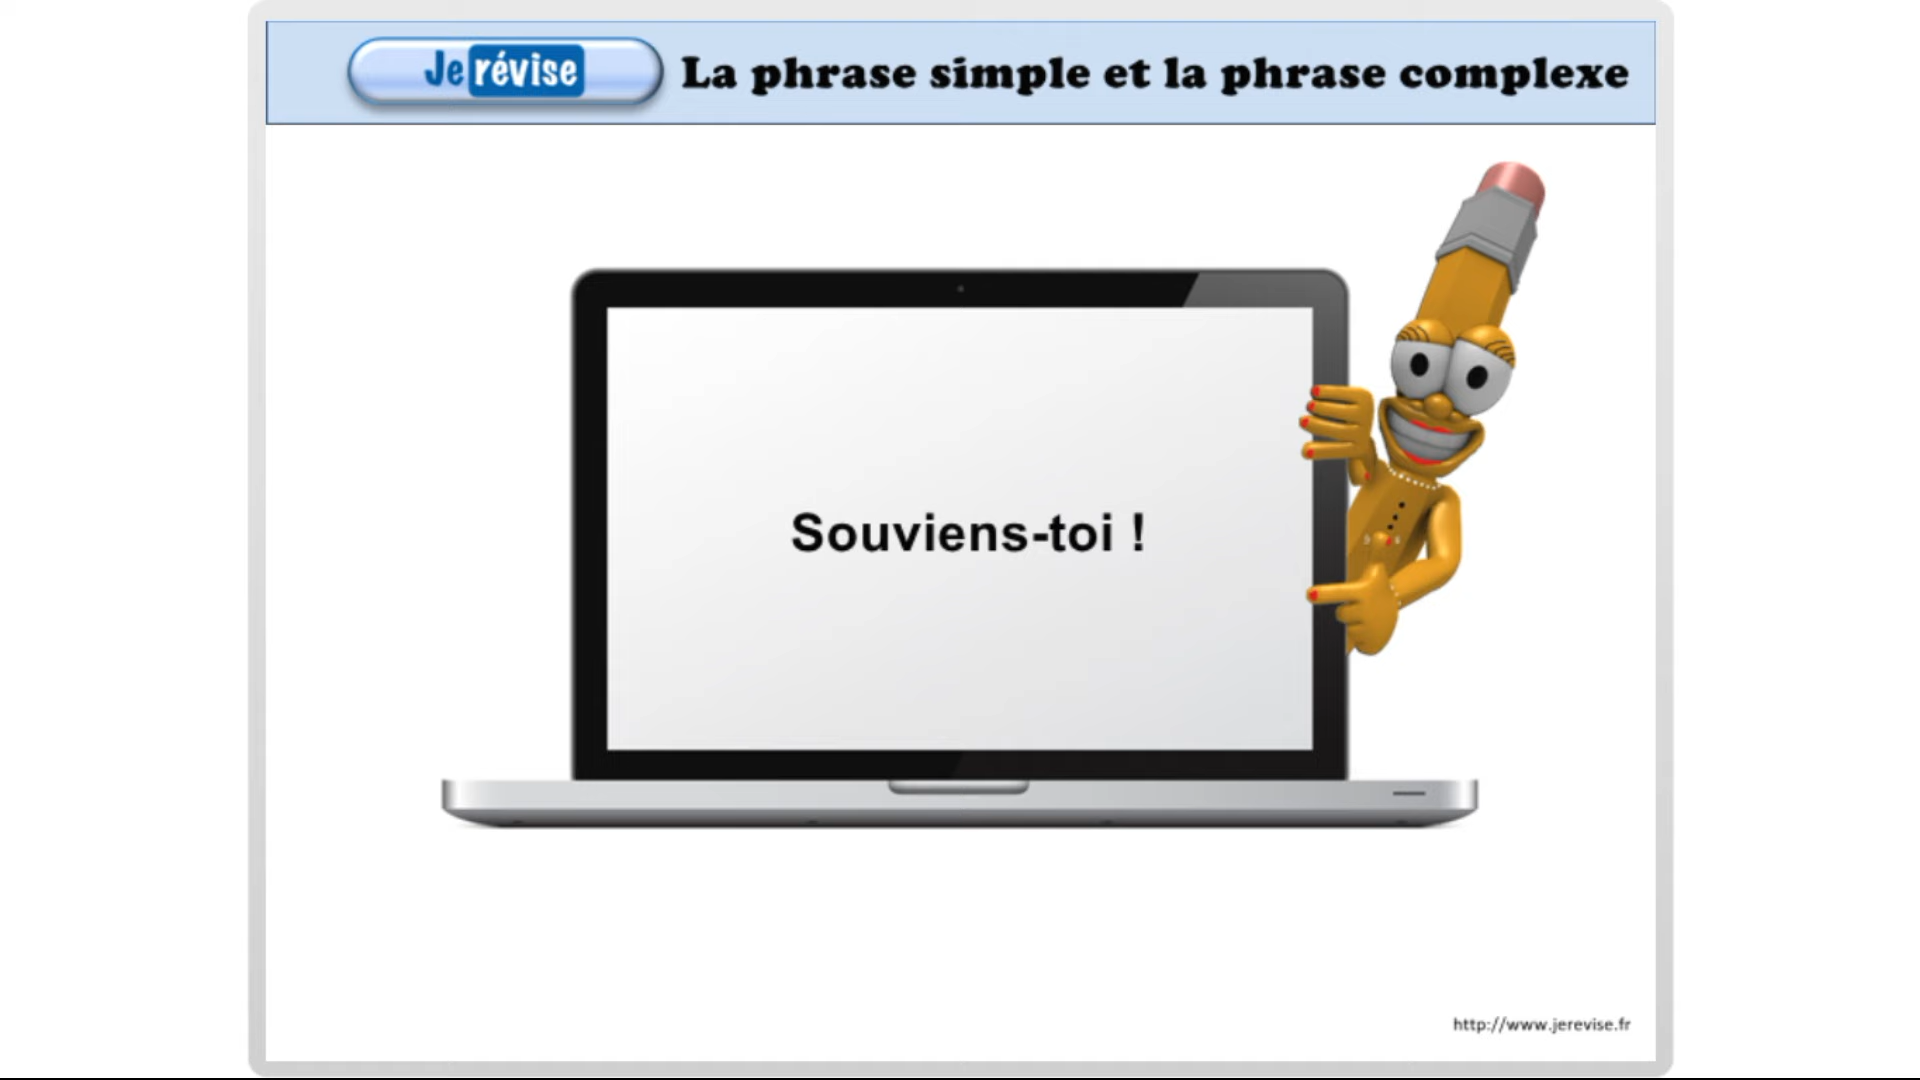 Je révise La phrase simple et la phrase complexe
Souviens-toi !
http://www.jerevise.fr